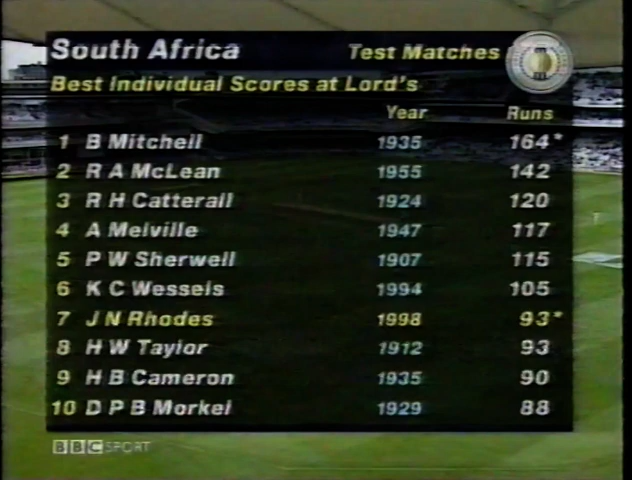 South Africa Test Matches
Best Individual Scores at Lord's
Year Runs
1 B Mitchell 1935 164*
2 R A McLean 1955 142
3 R H Catterall 1924 120
4 A Melville 1947 117
5 P W Sherwell 1907 115
6 K C Wessels 1994 105
7 J N Rhodes 1998 93*
8 H W Taylor 1912 93
9 H B Cameron 1935 90
10 D P B Morkel 1929 88
BBC SPORT